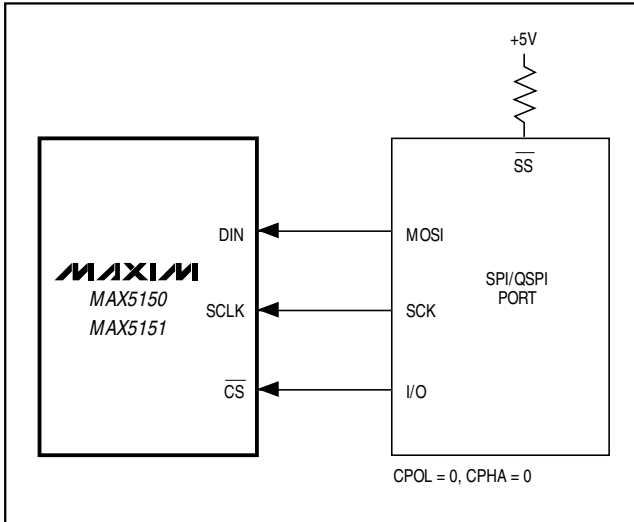 +5V
SS
DIN
MOSI
MAXIM
MAX5150
MAX5151
SPI/QSPI
PORT
SCLK
SCK
CS
I/O
CPOL = 0, CPHA = 0